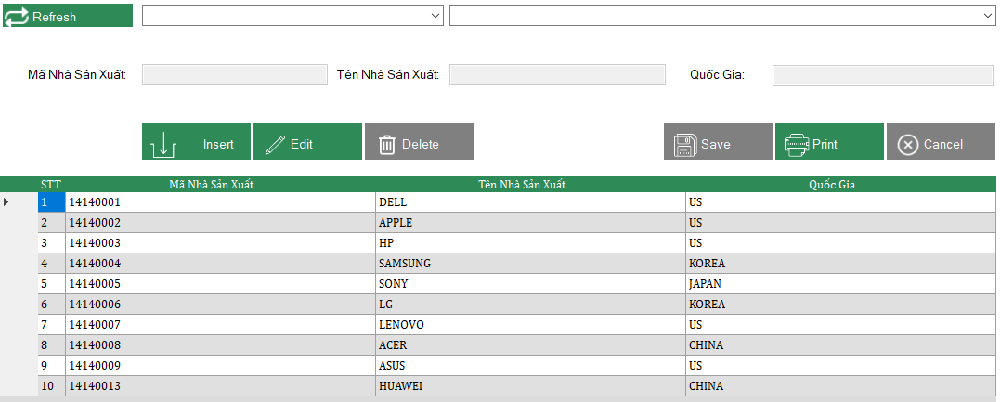 Refresh
Mã Nhà Sản Xuất: Tên Nhà Sản Xuất: Quốc Gia:
Insert Edit Delete Save Print Cancel
STT Mã Nhà Sản Xuất Tên Nhà Sản Xuất Quốc Gia
1 14140001 DELL US
2 14140002 APPLE US
3 14140003 HP US
4 14140004 SAMSUNG KOREA
5 14140005 SONY JAPAN
6 14140006 LG KOREA
7 14140007 LENOVO US
8 14140008 ACER CHINA
9 14140009 ASUS US
10 14140013 HUAWEI CHINA